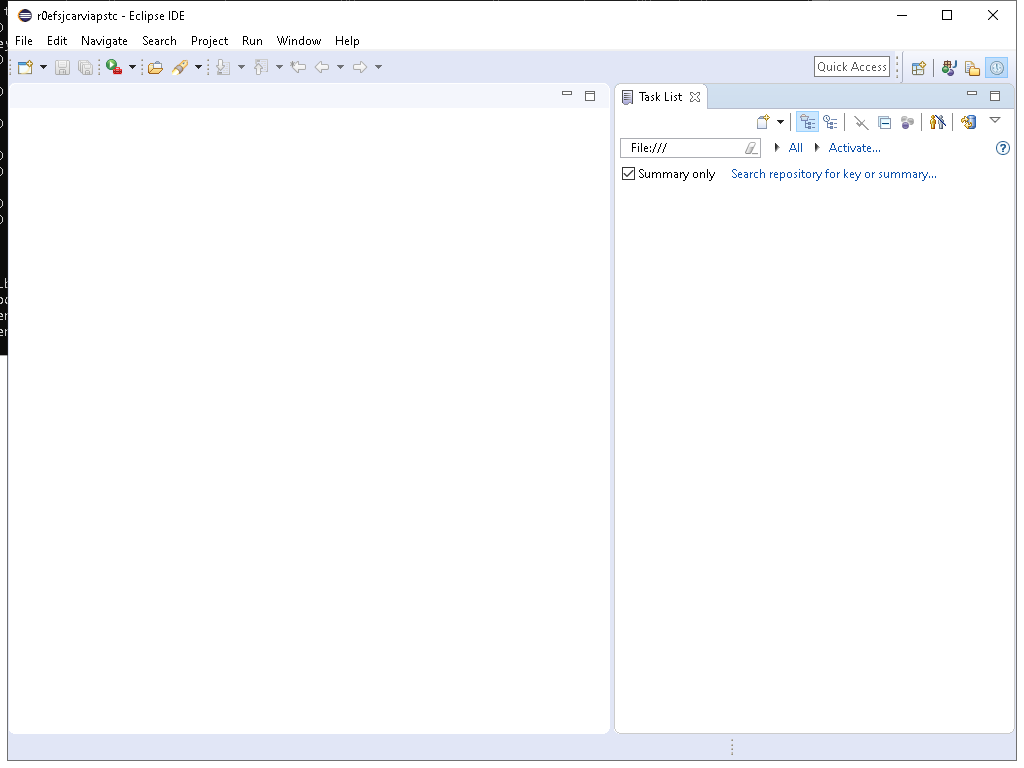 r0efsjcarviapstc - Eclipse IDE
File Edit Navigate Search Project Run Window Help
Quick Access
Task List
File:/// All Activate...
Summary only Search repository for key or summary...